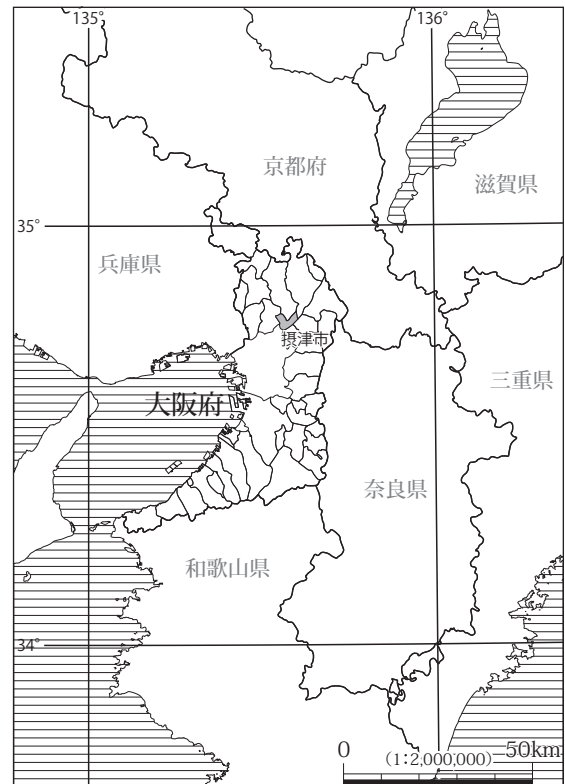 135°
136°
京都府
滋賀県
35°
兵庫県
摂津市
三重県
大阪府
奈良県
和歌山県
34°
0
50km
(1:2,000,000)